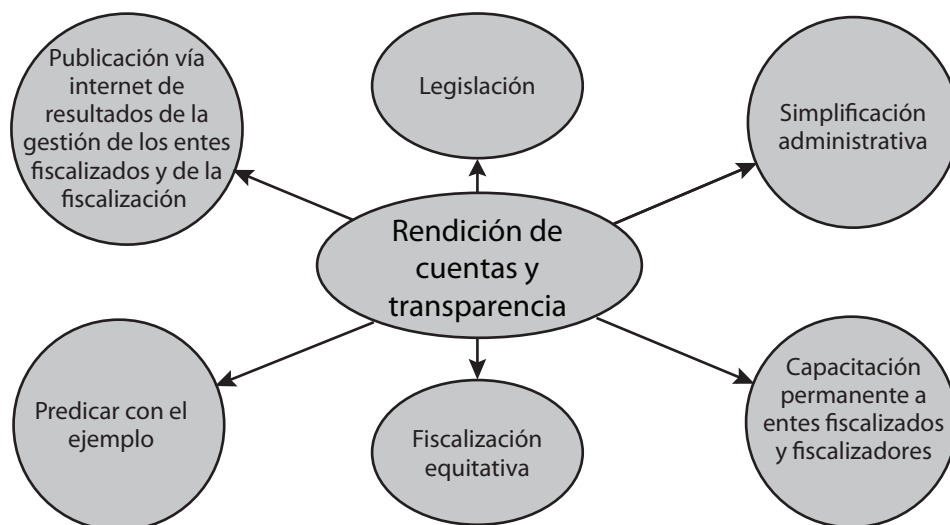 Publicación vía
internet de
resultados de la
gestión de los entes
fiscalizados y de la
fiscalización
Legislación
Simplificación
administrativa
Rendición de
cuentas y
transparencia
Predicar con el
ejemplo
Fiscalización
equitativa
Capacitación
permanente a
entes fiscalizados
y fiscalizadores